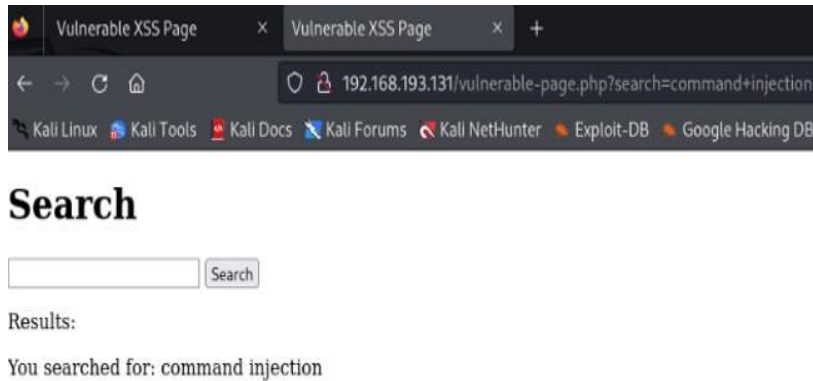 Vulnerable XSS Page × Vulnerable XSS Page × +
192.168.193.131/vulnerable-page.php?search=command+injection
Kali Linux Kali Tools Kali Docs Kali Forums Kali NetHunter Exploit-DB Google Hacking DB
Search
Search
Results:
You searched for: command injection